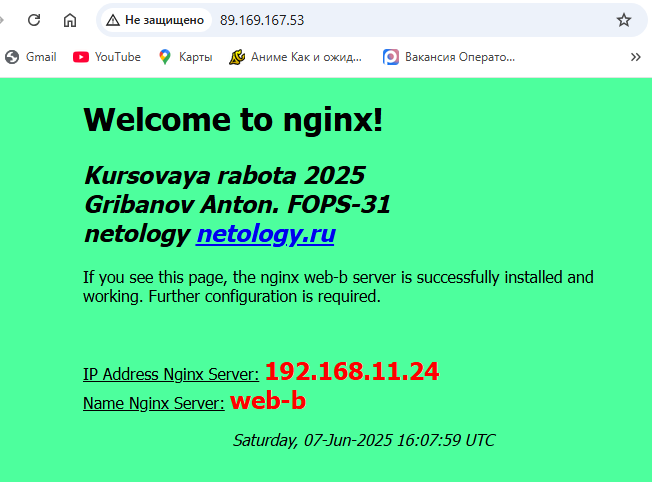 Не защищено 89.169.167.53
Gmail YouTube Карты Аниме Как и ожид... Вакансия Операто...
Welcome to nginx!
Kursovaya rabota 2025
Gribanov Anton. FOPS-31
netology netology.ru
If you see this page, the nginx web-b server is successfully installed and
working. Further configuration is required.
IP Address Nginx Server: 192.168.11.24
Name Nginx Server: web-b
Saturday, 07-Jun-2025 16:07:59 UTC